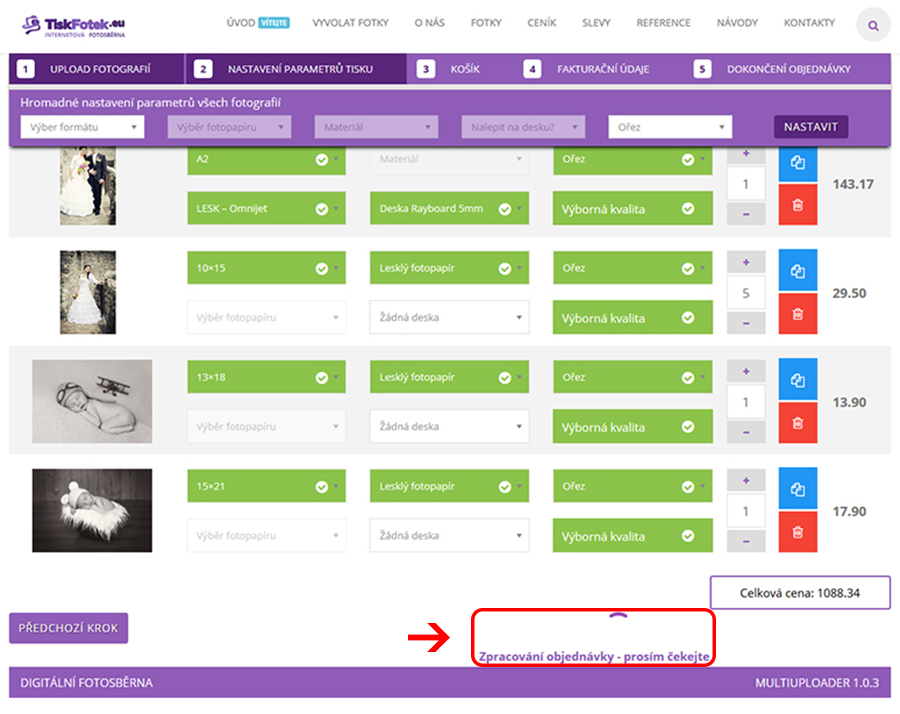 TiskFotek.eu
INTERNETOVÁ FOTOSBĚRNA
ÚVOD VÍTEJTE VYVOLAT FOTKY O NÁS FOTKY CENÍK SLEVY REFERENCE NÁVODY KONTAKTY
1 UPLOAD FOTOGRAFIÍ 2 NASTAVENÍ PARAMETRŮ TISKU 3 KOŠÍK 4 FAKTURAČNÍ ÚDAJE 5 DOKONČENÍ OBJEDNÁVKY
Hromadné nastavení parametrů všech fotografií
Výber formátu Výběr fotopapíru Materiál Nalepit na desku? Ořez NASTAVIT
A2 Materiál Ořez +
1 143.17
LESK – Omnijet Deska Rayboard 5mm Výborná kvalita –
10×15 Lesklý fotopapír Ořez +
5 29.50
Výběr fotopapíru Žádná deska Výborná kvalita –
13×18 Lesklý fotopapír Ořez +
1 13.90
Výběr fotopapíru Žádná deska Výborná kvalita –
15×21 Lesklý fotopapír Ořez +
1 17.90
Výběr fotopapíru Žádná deska Výborná kvalita –
Celková cena: 1088.34
PŘEDCHOZÍ KROK
Zpracování objednávky - prosím čekejte
DIGITÁLNÍ FOTOSBĚRNA MULTIUPLOADER 1.0.3